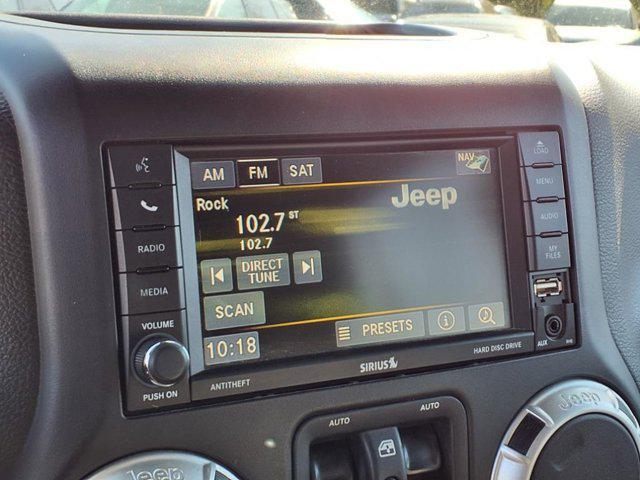 LOAD
AM FM SAT NAV
MENU
Jeep
Rock
102.7 ST
102.7
AUDIO
RADIO
DIRECT
TUNE
MY
FILES
MEDIA
SCAN
VOLUME
PRESETS
10:18
AUX
HARD DISC DRIVE
SIRIUS
ANTITHEFT
PUSH ON
AUTO AUTO
Jeep
Jeep